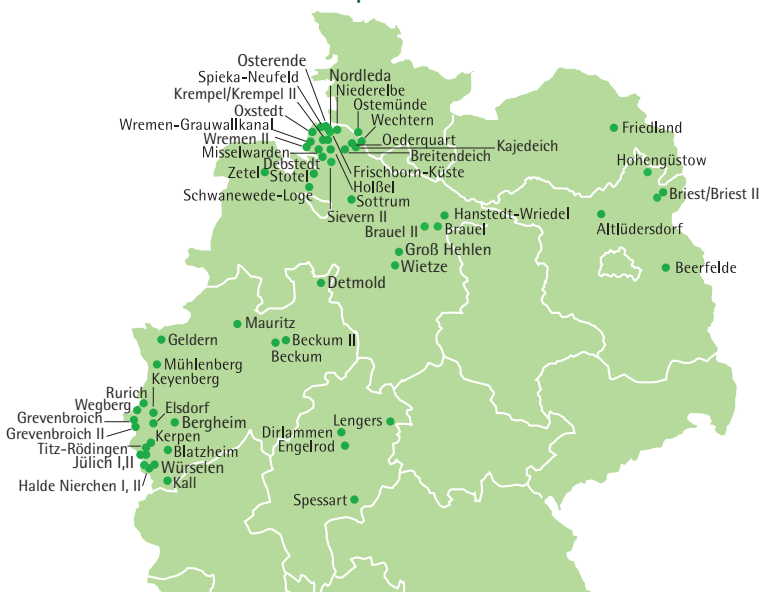 Osterende
Spieka-Neufeld
Nordleda
Krempel/Krempel II
Niederelbe
Oxstedt
Ostemünde
Wremen-Grauwallkanal
Wechtern
Wremen II
Oederquart
Kajedeich
Misselwarden
Breitendeich
Debstedt
Zetel
Stotel
Frischborn-Küste
Holßel
Schwanewede-Loge
Sottrum
Sievern II
Friedland
Hohengüstow
Briest/Briest II
Altlüdersdorf
Beerfelde
Hanstedt-Wriedel
Brauel II
Brauel
Groß Hehlen
Wietze
Detmold
Mauritz
Geldern
Beckum II
Beckum
Mühlenberg
Keyenberg
Rurich
Wegberg
Elsdorf
Grevenbroich
Bergheim
Grevenbroich II
Kerpen
Titz-Rödingen
Blatzheim
Jülich I,II
Würselen
Halde Nierchen I, II
Kall
Lengers
Dirlammen
Engelrod
Spessart